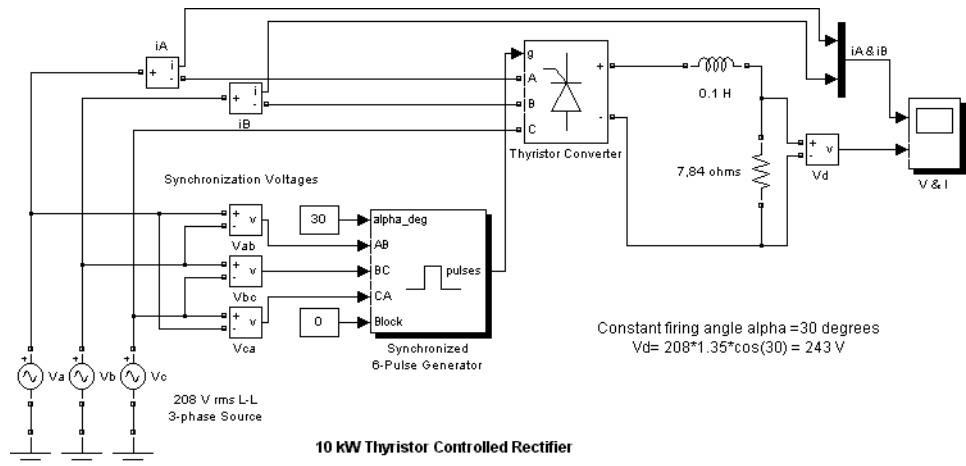 iA
i
+
-
iB
i
+
-
g
A
B
C
+
-
Thyristor Converter
0.1 H
7,84 ohms
+
-
v
Vd
iA & iB
V & I
Synchronization Voltages
+
-
v
Vab
+
-
v
Vbc
+
-
v
Vca
30
0
alpha_deg
AB
BC
CA
Block
pulses
Synchronized
6-Pulse Generator
Constant firing angle alpha =30 degrees
Vd= 208*1.35*cos(30) = 243 V
+
Va
+
Vb
+
Vc
208 V rms L-L
3-phase Source
10 kW Thyristor Controlled Rectifier